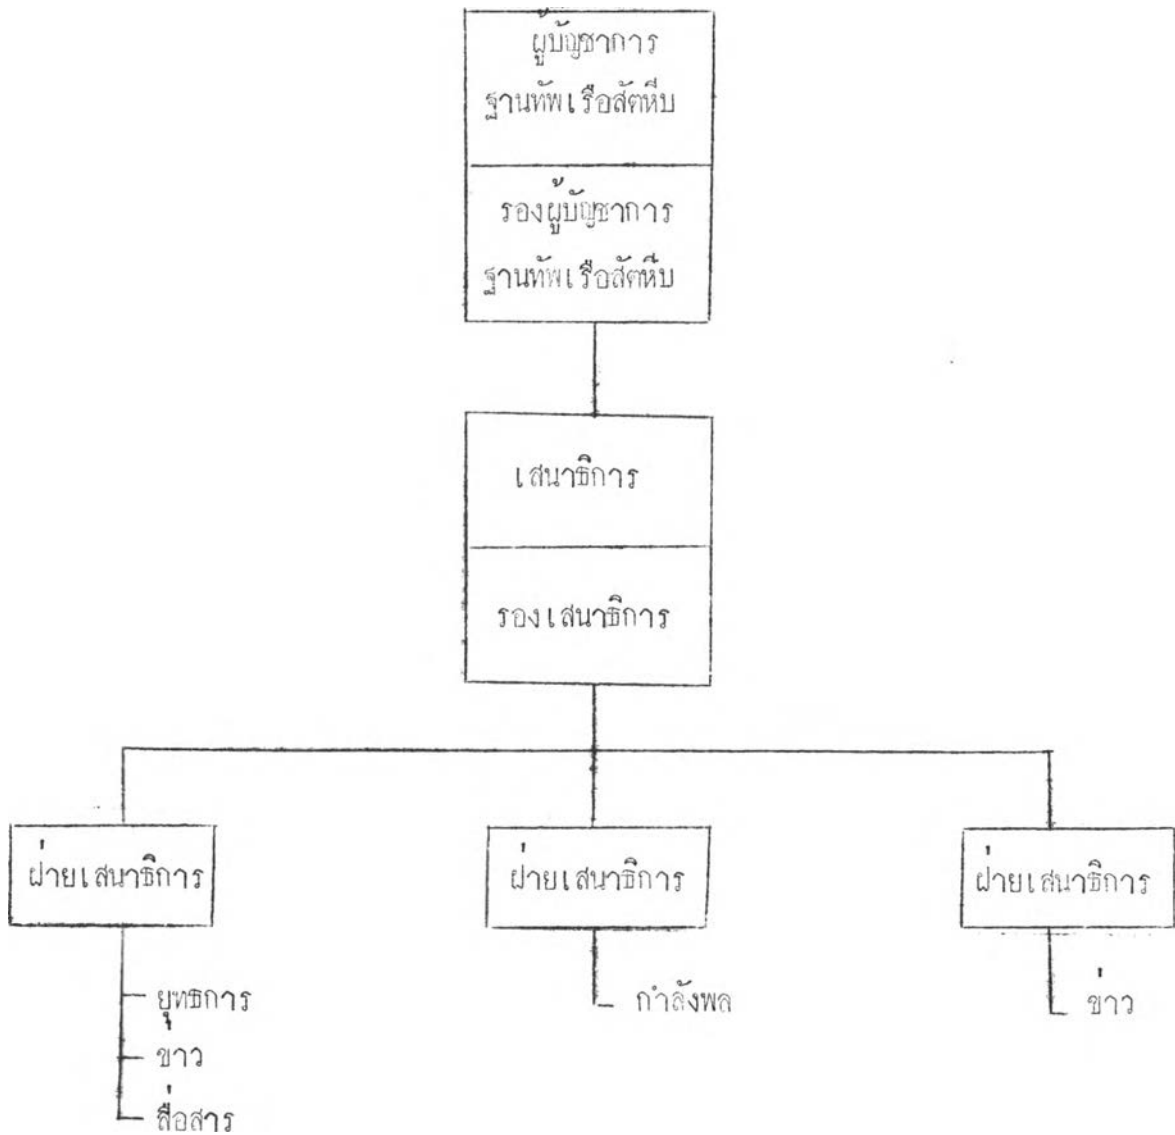 ผู้บัญชาการ
ฐานทัพเรือสัตหีบ
รองผู้บัญชาการ
ฐานทัพเรือสัตหีบ
เสนาธิการ
รองเสนาธิการ
ฝ่ายเสนาธิการ
ฝ่ายเสนาธิการ
ฝ่ายเสนาธิการ
ยุทธิการ
ข่าว
สื่อสาร
กำลังพล
ข่าว